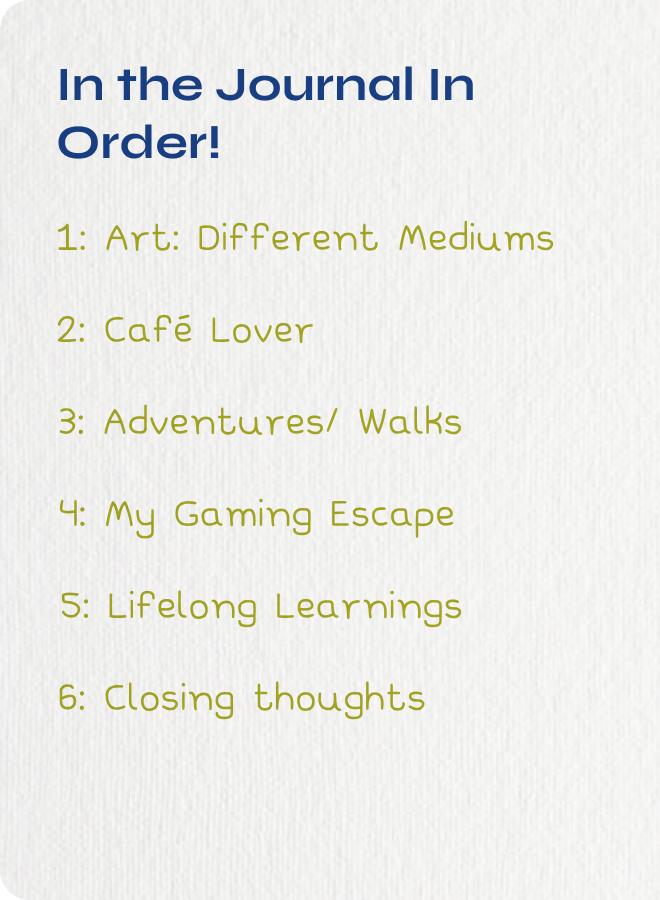 In the Journal In
Order!
1: Art: Different Mediums
2: Café Lover
3: Adventures/ Walks
4: My Gaming Escape
5: Lifelong Learnings
6: Closing thoughts